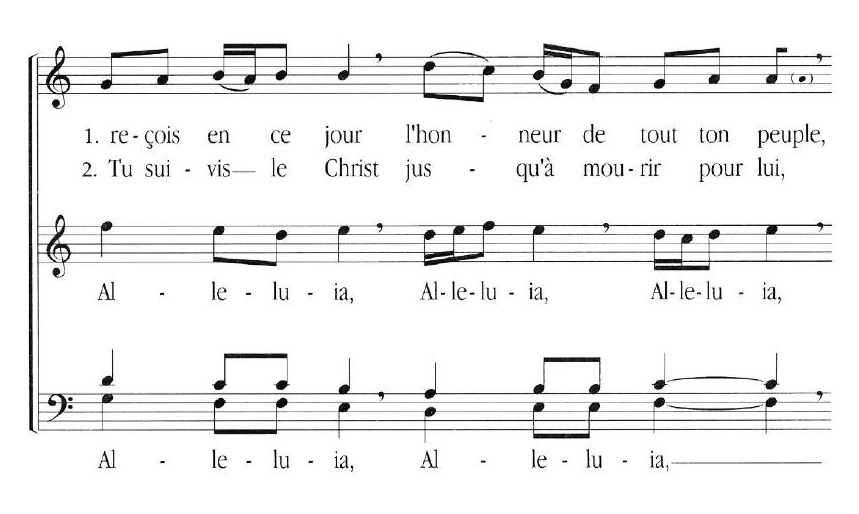 1. re - çois en ce jour l'hon - neur de tout ton peuple,
2. Tu sui - vis— le Christ jus - qu'à mou - rir pour lui,
Al - le - lu - ia, Al - le - lu - ia, Al - le - lu - ia,
Al - le - lu - ia, Al - le - lu - ia,